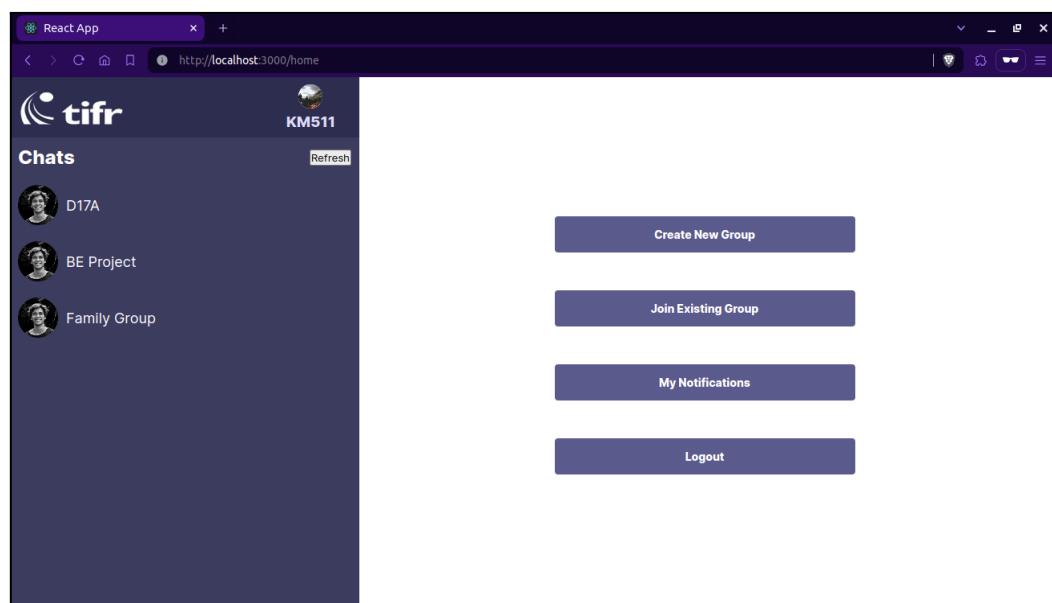 React App
http://localhost:3000/home
tifr
KM511
Chats
Refresh
D17A
BE Project
Family Group
Create New Group
Join Existing Group
My Notifications
Logout